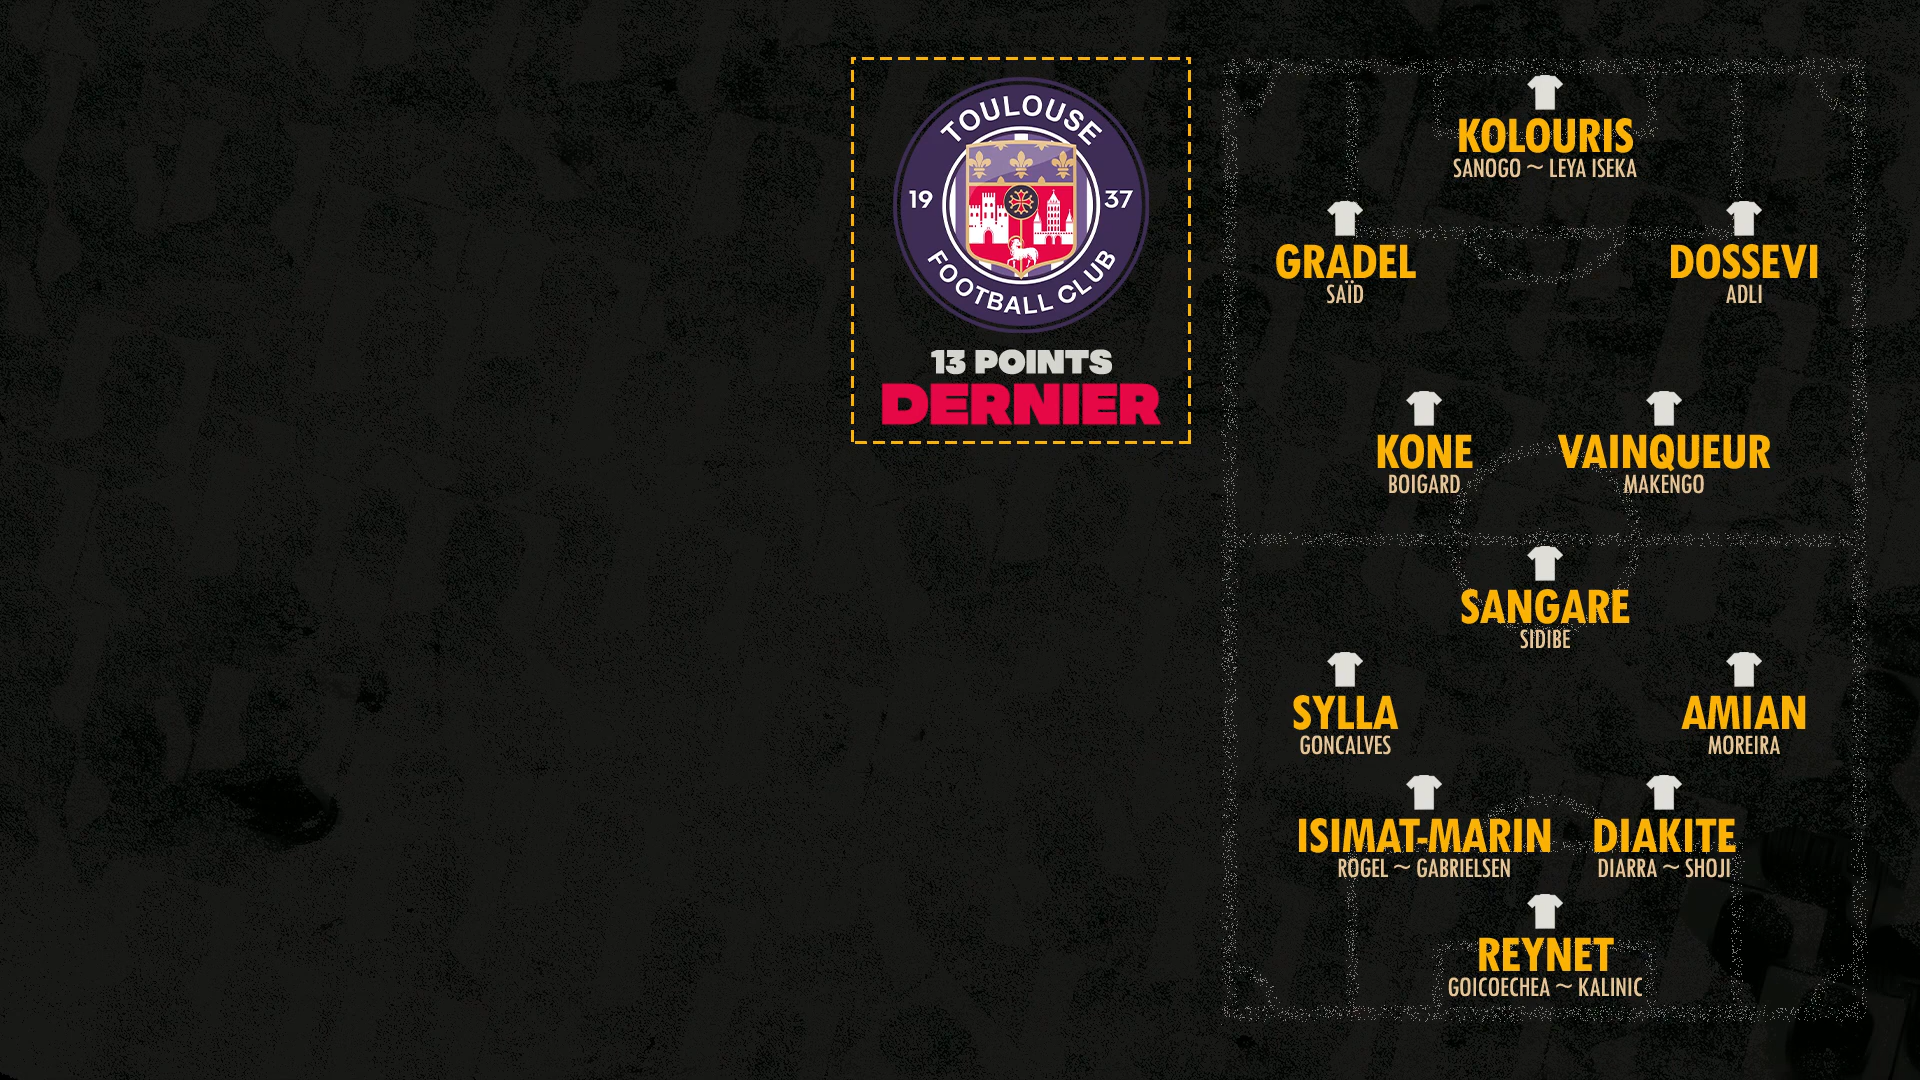 TOULOUSE
19 37
FOOTBALL CLUB
13 POINTS
DERNIER
KOLOURIS
SANOGO ~ LEYA ISEKA
GRADEL
SAÏD
DOSSEVI
ADLI
KONE
BOIGARD
VAINQUEUR
MAKENGO
SANGARE
SIDIBE
SYLLA
GONCALVES
AMIAN
MOREIRA
ISIMAT-MARIN
ROGEL ~ GABRIELSEN
DIAKITE
DIARRA ~ SHOJI
REYNET
GOICOECHEA ~ KALINIC